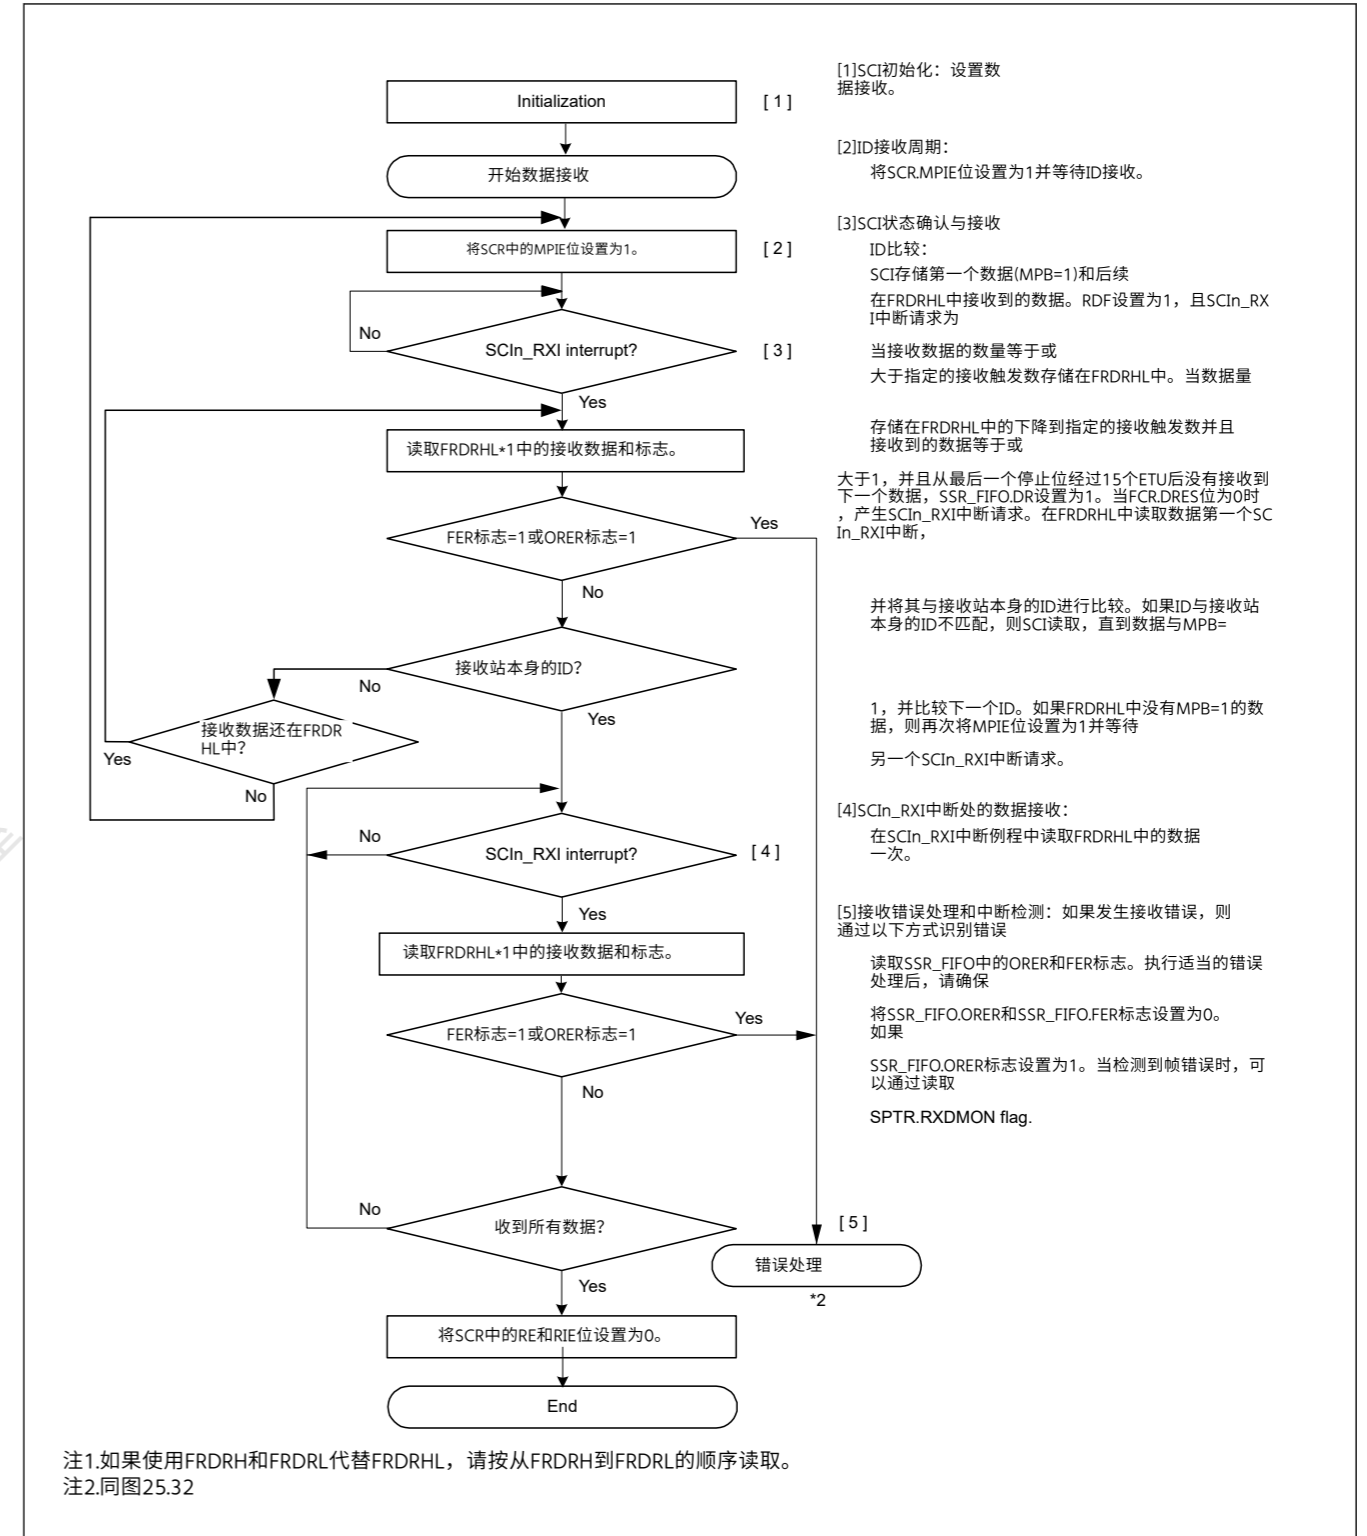 Initialization
[ 1 ]
开始数据接收
将SCR中的MPIE位设置为1。
[ 2 ]
No
SCIn_RXI interrupt?
[ 3 ]
Yes
读取FRDRHL*1中的接收数据和标志。
FER标志=1或ORER标志=1
Yes
No
接收站本身的ID?
No
Yes
接收数据还在FRDR
HL中?
Yes
No
No
SCIn_RXI interrupt?
[ 4 ]
Yes
读取FRDRHL*1中的接收数据和标志。
FER标志=1或ORER标志=1
Yes
No
No
收到所有数据?
Yes
[ 5 ]
错误处理
*2
将SCR中的RE和RIE位设置为0。
End
[1]SCI初始化：设置数
据接收。
[2]ID接收周期：
将SCR.MPIE位设置为1并等待ID接收。
[3]SCI状态确认与接收
ID比较：
SCI存储第一个数据(MPB=1)和后续
在FRDRHL中接收到的数据。RDF设置为1，且SCIn_RX
I中断请求为
当接收数据的数量等于或
大于指定的接收触发数存储在FRDRHL中。当数据量
存储在FRDRHL中的下降到指定的接收触发数并且
接收到的数据等于或
大于1，并且从最后一个停止位经过15个ETU后没有接收到
下一个数据，SSR_FIFO.DR设置为1。当FCR.DRES位为0时
，产生SCIn_RXI中断请求。在FRDRHL中读取数据第一个SC
In_RXI中断，
并将其与接收站本身的ID进行比较。如果ID与接收站
本身的ID不匹配，则SCI读取，直到数据与MPB=
1，并比较下一个ID。如果FRDRHL中没有MPB=1的数
据，则再次将MPIE位设置为1并等待
另一个SCIn_RXI中断请求。
[4]SCIn_RXI中断处的数据接收：
在SCIn_RXI中断例程中读取FRDRHL中的数据
一次。
[5]接收错误处理和中断检测：如果发生接收错误，则
通过以下方式识别错误
读取SSR_FIFO中的ORER和FER标志。执行适当的错误
处理后，请确保
将SSR_FIFO.ORER和SSR_FIFO.FER标志设置为0。
如果
SSR_FIFO.ORER标志设置为1。当检测到帧错误时，可
以通过读取
SPTR.RXDMON flag.
注1.如果使用FRDRH和FRDRL代替FRDRHL，请按从FRDRH到FRDRL的顺序读取。
注2.同图25.32